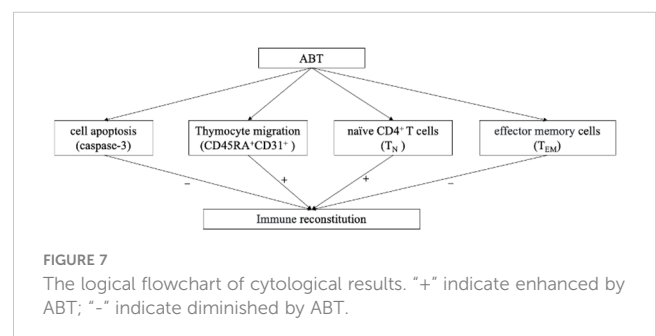 ABT
cell apoptosis
(caspase-3)
Thymocyte migration
(CD45RA⁺CD31⁺ )
naïve CD4⁺ T cells
(T_N )
effector memory cells
(T_EM)
−
+
+
−
Immune reconstitution
FIGURE 7
The logical flowchart of cytological results. “+” indicate enhanced by
ABT; “-” indicate diminished by ABT.